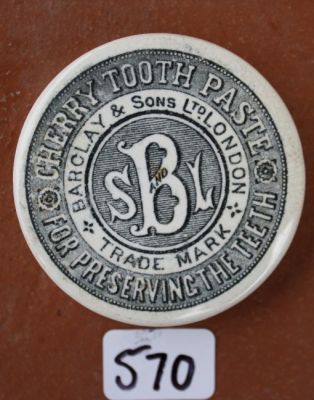 CHERRY TOOTH PASTE
FOR PRESERVING THE TEETH
BARCLAY & SONS LTD LONDON
TRADE MARK
S B L
AND
570